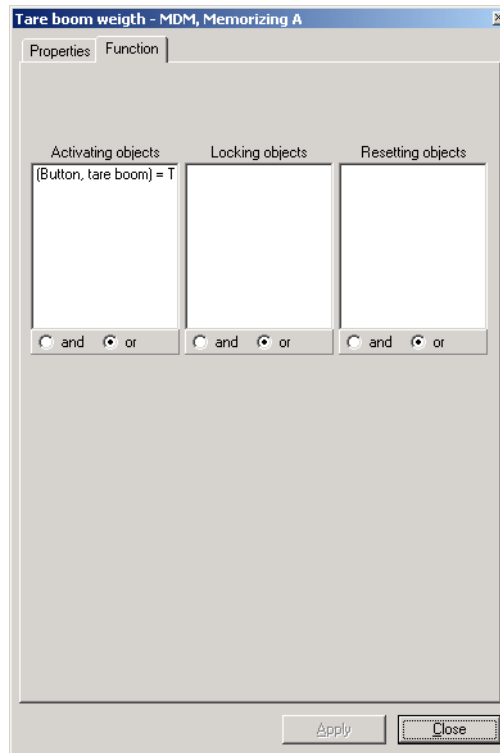 Tare boom weigth - MDM, Memorizing A
Properties Function
Activating objects Locking objects Resetting objects
(Button, tare boom) = T
and or and or and or
Apply Close